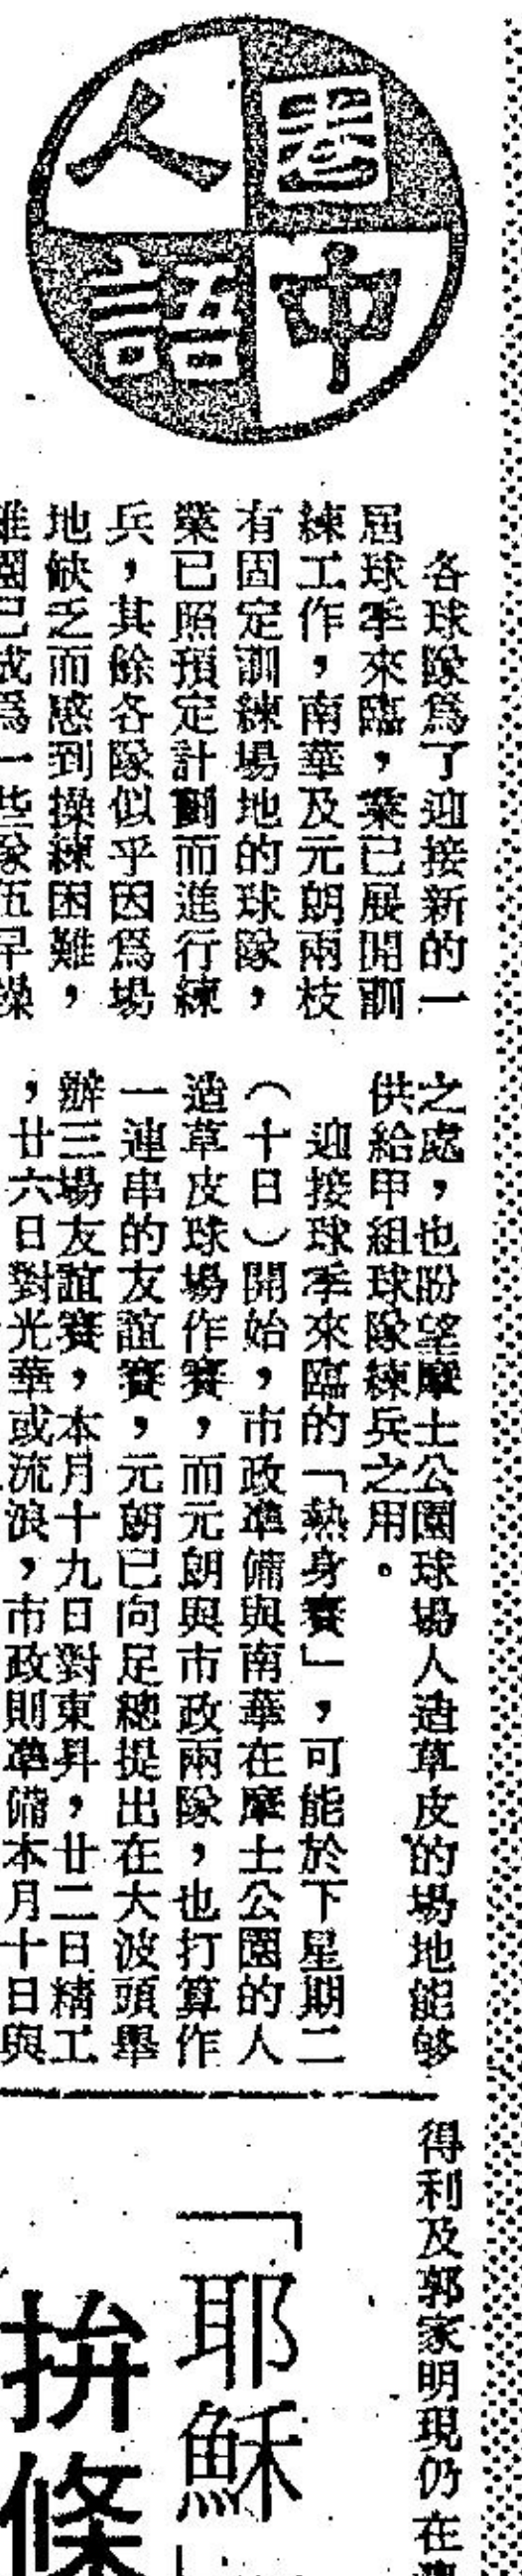 圈中
人語
各球隊爲了迎接新的一
屆球季來臨，業已展開訓
練工作，南華及元朗兩枝
有固定訓練場地的球隊，
業已照預定計劃而進行練
兵，其餘各隊似乎因爲場
地缺乏而感到操練困難，
維園已成爲一些隊伍早操
之處，也盼望摩士公園球場人造草皮的場地能够
供給甲組球隊練兵之用。
迎接球季來臨的「熱身賽」，可能於下星期二
（十日）開始，市政準備與南華在摩士公園的人
造草皮球場作賽，而元朗與市政兩隊，也打算作
一連串的友誼賽，元朗已向足總提出在大波頭舉
辦三場友誼賽，本月十九日對東昇，廿二日精工
，廿六日對光華或流浪，市政則準備本月十日與
得利及郭家明現仍在
「耶穌」
拚條